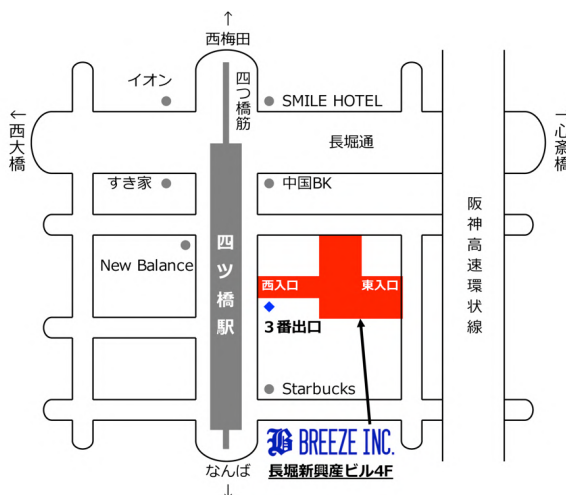 ↑
西梅田
イオン
四つ橋筋
SMILE HOTEL
←西大橋
長堀通
→心斎橋
すき家
中国BK
阪神高速環状線
四ツ橋駅
New Balance
西入口
東入口
3番出口
Starbucks
B BREEZE INC.
長堀新興産ビル4F
なんば
↓